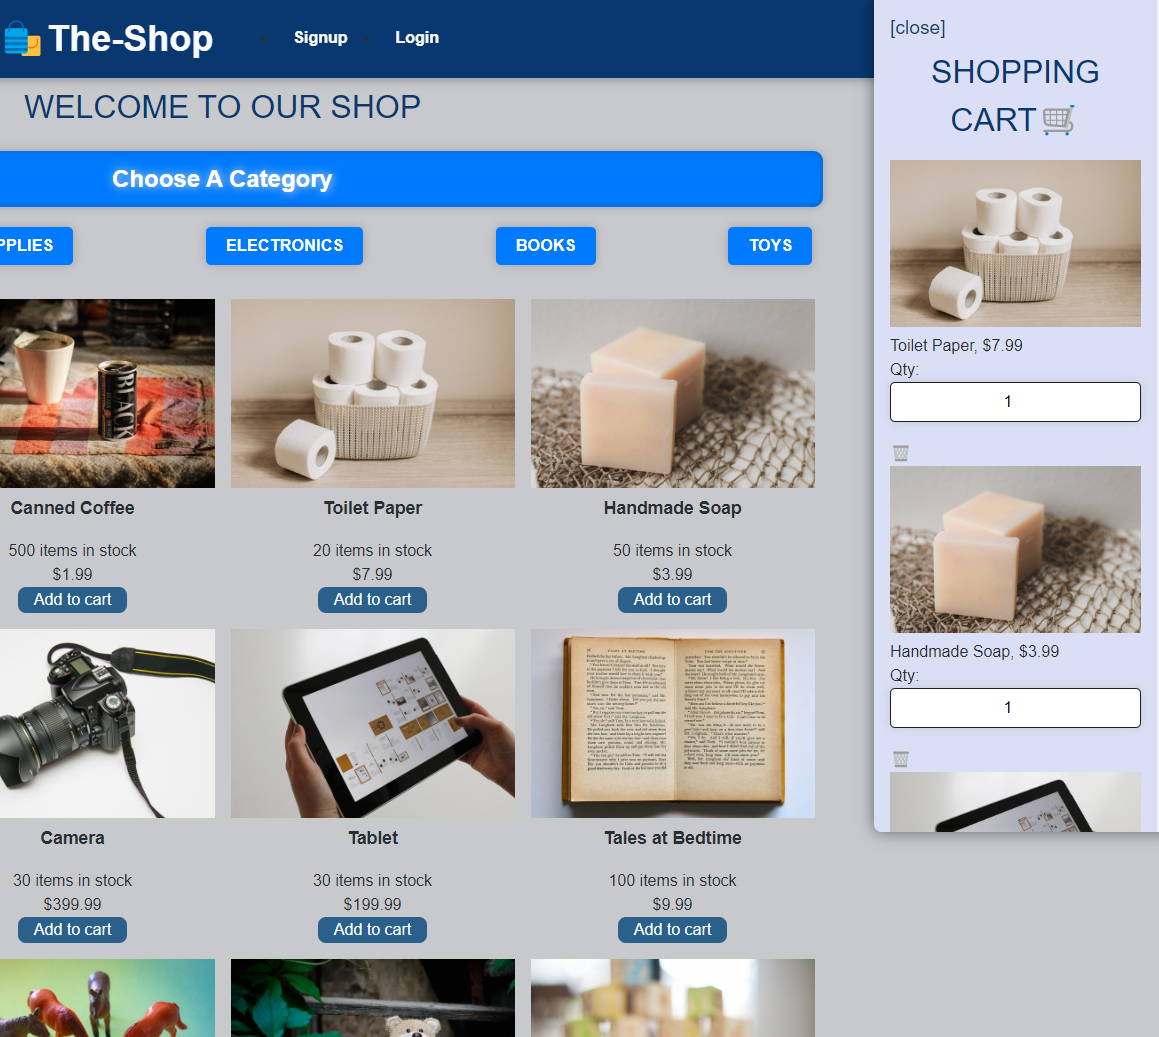 The-Shop
Signup
Login
WELCOME TO OUR SHOP
Choose A Category
PPLIES
ELECTRONICS
BOOKS
TOYS
BLACK
Canned Coffee
500 items in stock
$1.99
Add to cart
Toilet Paper
20 items in stock
$7.99
Add to cart
Handmade Soap
50 items in stock
$3.99
Add to cart
Camera
30 items in stock
$399.99
Add to cart
Tablet
30 items in stock
$199.99
Add to cart
Tales at Bedtime
100 items in stock
$9.99
Add to cart
[close]
SHOPPING
CART
Toilet Paper, $7.99
Qty:
1
Handmade Soap, $3.99
Qty:
1